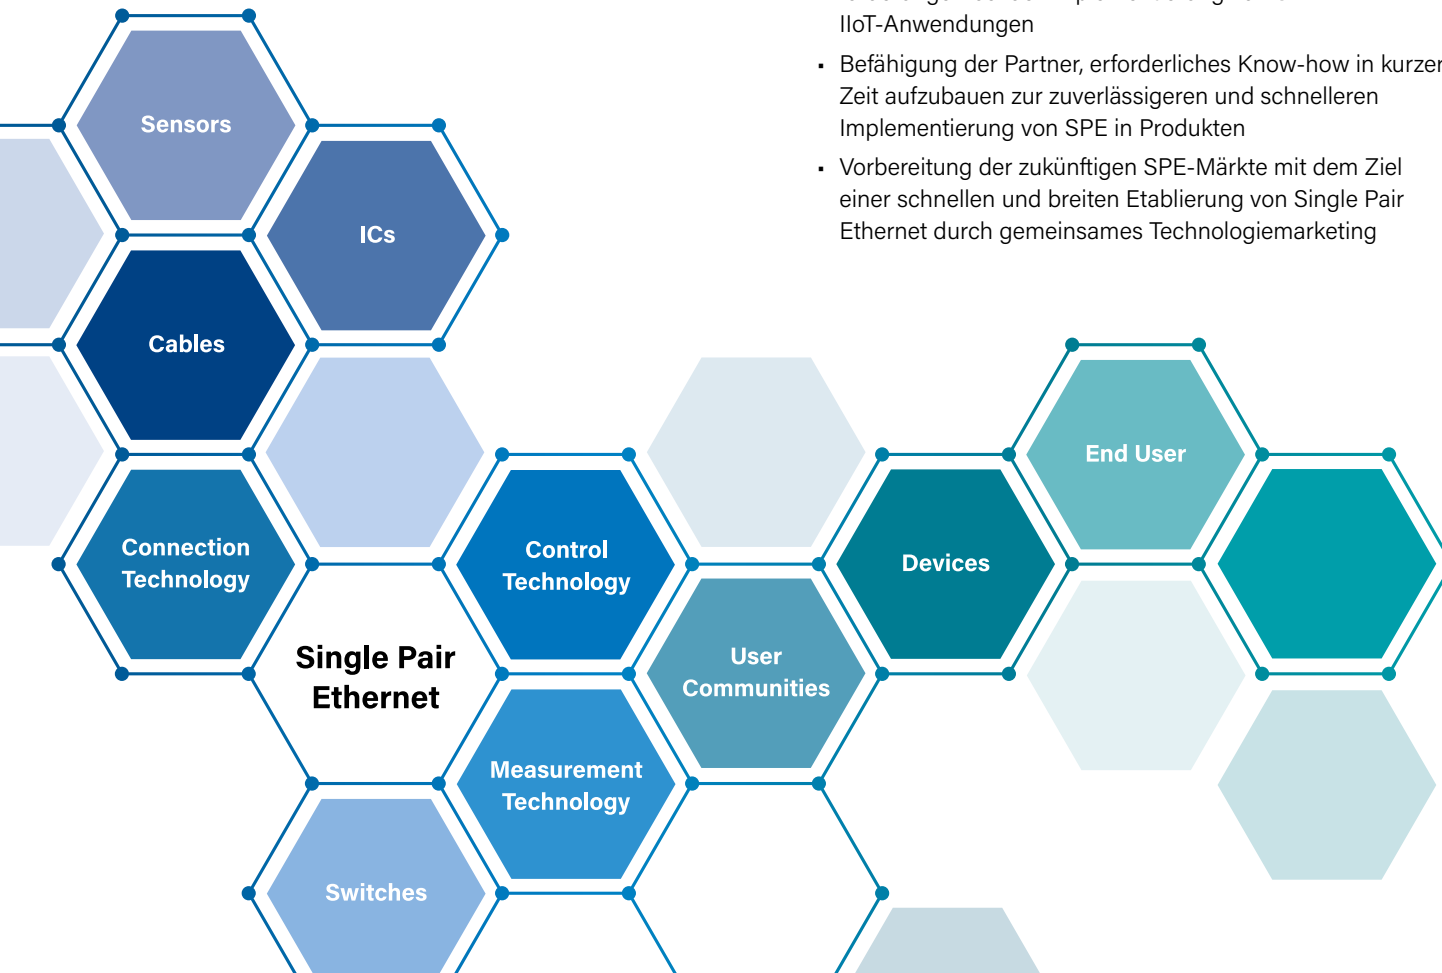 IIoT-Anwendungen
▪ Befähigung der Partner, erforderliches Know-how in kurzer
Zeit aufzubauen zur zuverlässigeren und schnelleren
Implementierung von SPE in Produkten
▪ Vorbereitung der zukünftigen SPE-Märkte mit dem Ziel
einer schnellen und breiten Etablierung von Single Pair
Ethernet durch gemeinsames Technologiemarketing
Sensors
ICs
Cables
End User
Connection
Technology
Control
Technology
Devices
Single Pair
Ethernet
User
Communities
Measurement
Technology
Switches